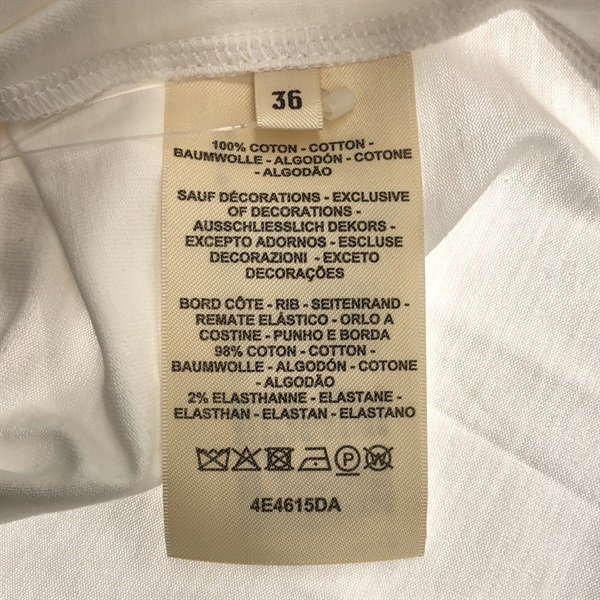 36
100% COTON - COTTON -
BAUMWOLLE - ALGODÓN - COTONE
- ALGODÃO
SAUF DÉCORATIONS - EXCLUSIVE
OF DECORATIONS -
AUSSCHLIESSLICH DEKORS -
EXCEPTO ADORNOS - ESCLUSE
DECORAZIONI - EXCETO
DECORAÇÕES
BORD CÔTE - RIB - SEITENRAND -
REMATE ELÁSTICO - ORLO A
COSTINE - PUNHO E BORDA
98% COTON - COTTON -
BAUMWOLLE - ALGODÓN - COTONE
- ALGODÃO
2% ELASTHANNE - ELASTANE -
ELASTHAN - ELASTAN - ELASTANO
P W
4E4615DA